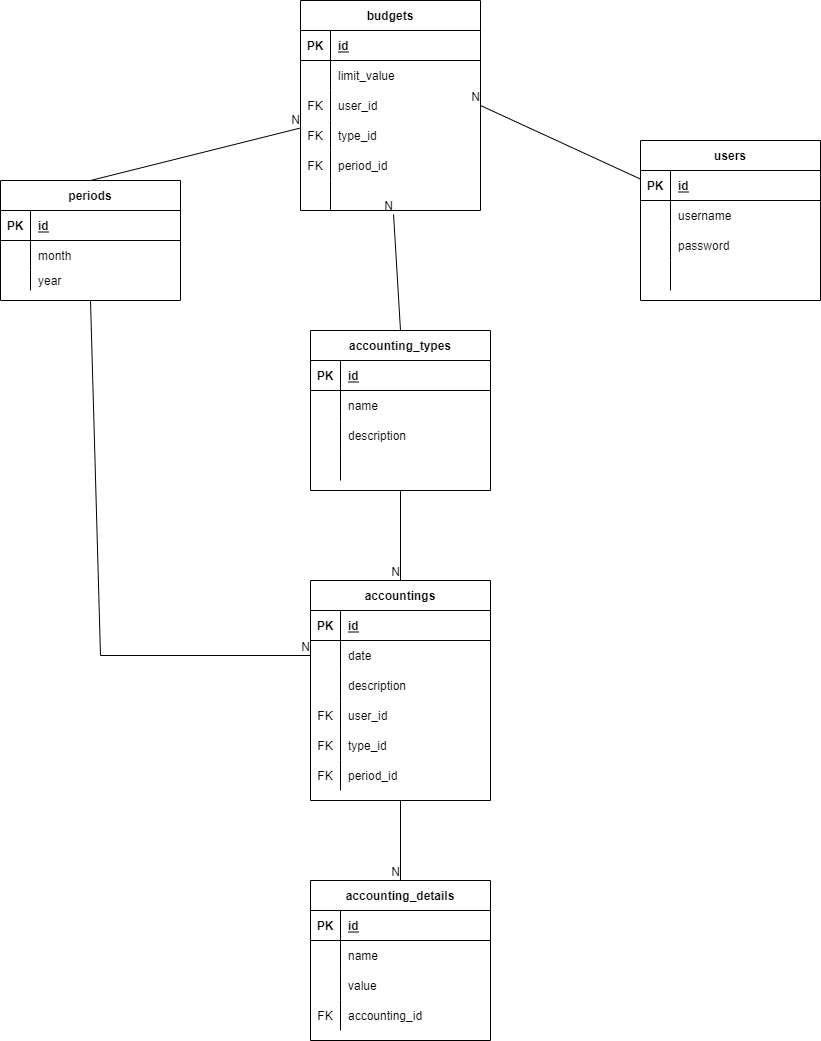 budgets
PK id
limit_value
N
FK user_id
N
FK type_id
FK period_id
N
users
PK id
username
password
periods
PK id
month
year
accounting_types
PK id
name
description
N
accountings
PK id
N
date
description
FK user_id
FK type_id
FK period_id
N
accounting_details
PK id
name
value
FK accounting_id